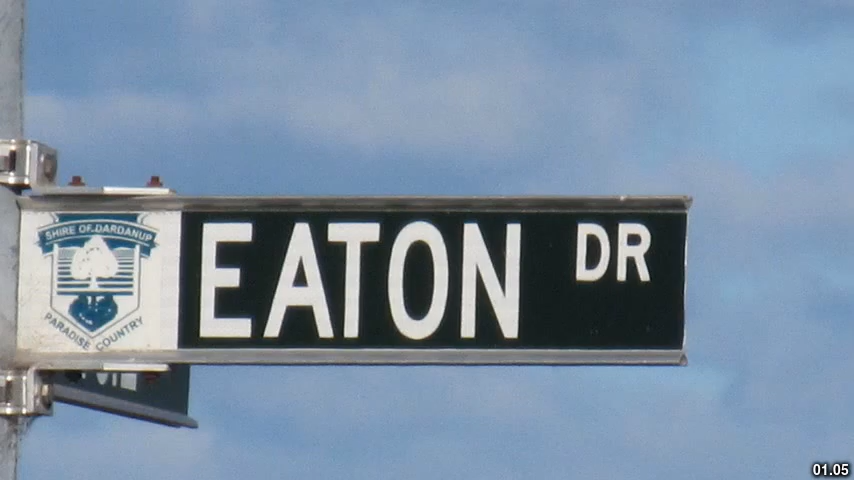 SHIRE OF DARDANUP
PARADISE COUNTRY
EATON DR
01.05